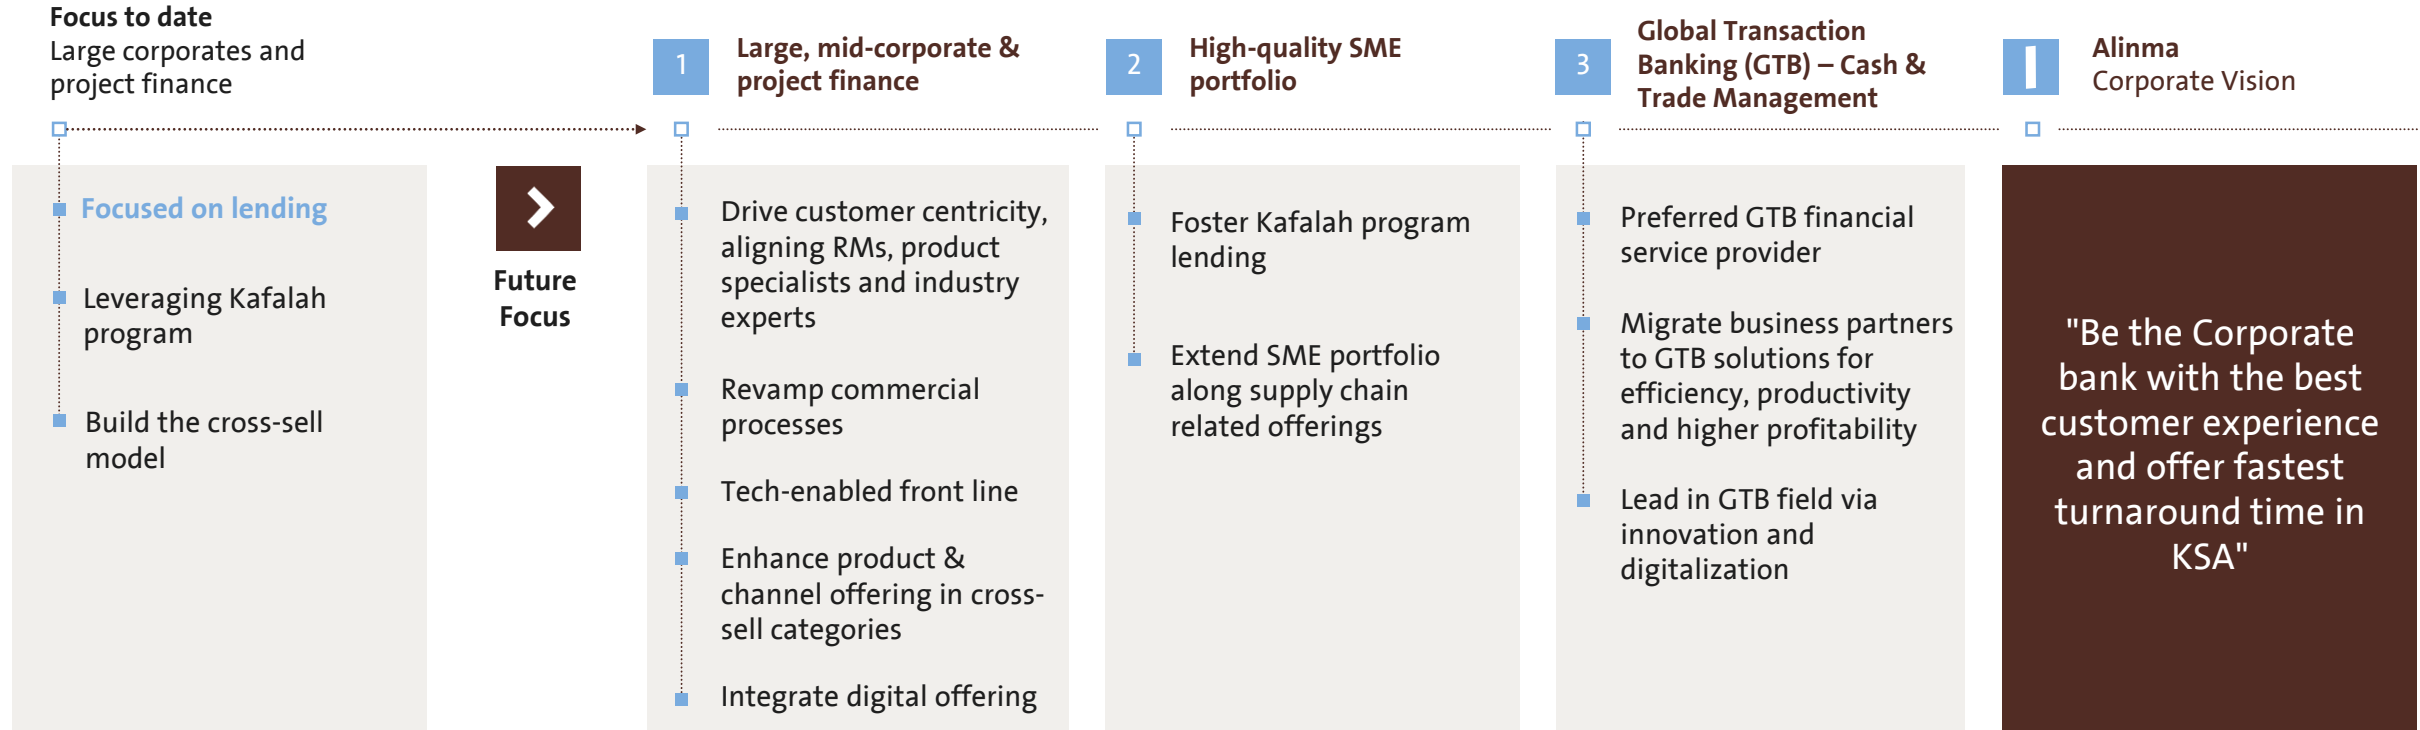 Focus to date
Large corporates and
project finance
Focused on lending
Leveraging Kafalah
program
Build the cross-sell
model
Future
Focus
1
Large, mid-corporate &
project finance
Drive customer centricity,
aligning RMs, product
specialists and industry
experts
Revamp commercial
processes
Tech-enabled front line
Enhance product &
channel offering in cross-
sell categories
Integrate digital offering
2
High-quality SME
portfolio
Foster Kafalah program
lending
Extend SME portfolio
along supply chain
related offerings
3
Global Transaction
Banking (GTB) – Cash &
Trade Management
Preferred GTB financial
service provider
Migrate business partners
to GTB solutions for
efficiency, productivity
and higher profitability
Lead in GTB field via
innovation and
digitalization
Alinma
Corporate Vision
"Be the Corporate
bank with the best
customer experience
and offer fastest
turnaround time in
KSA"